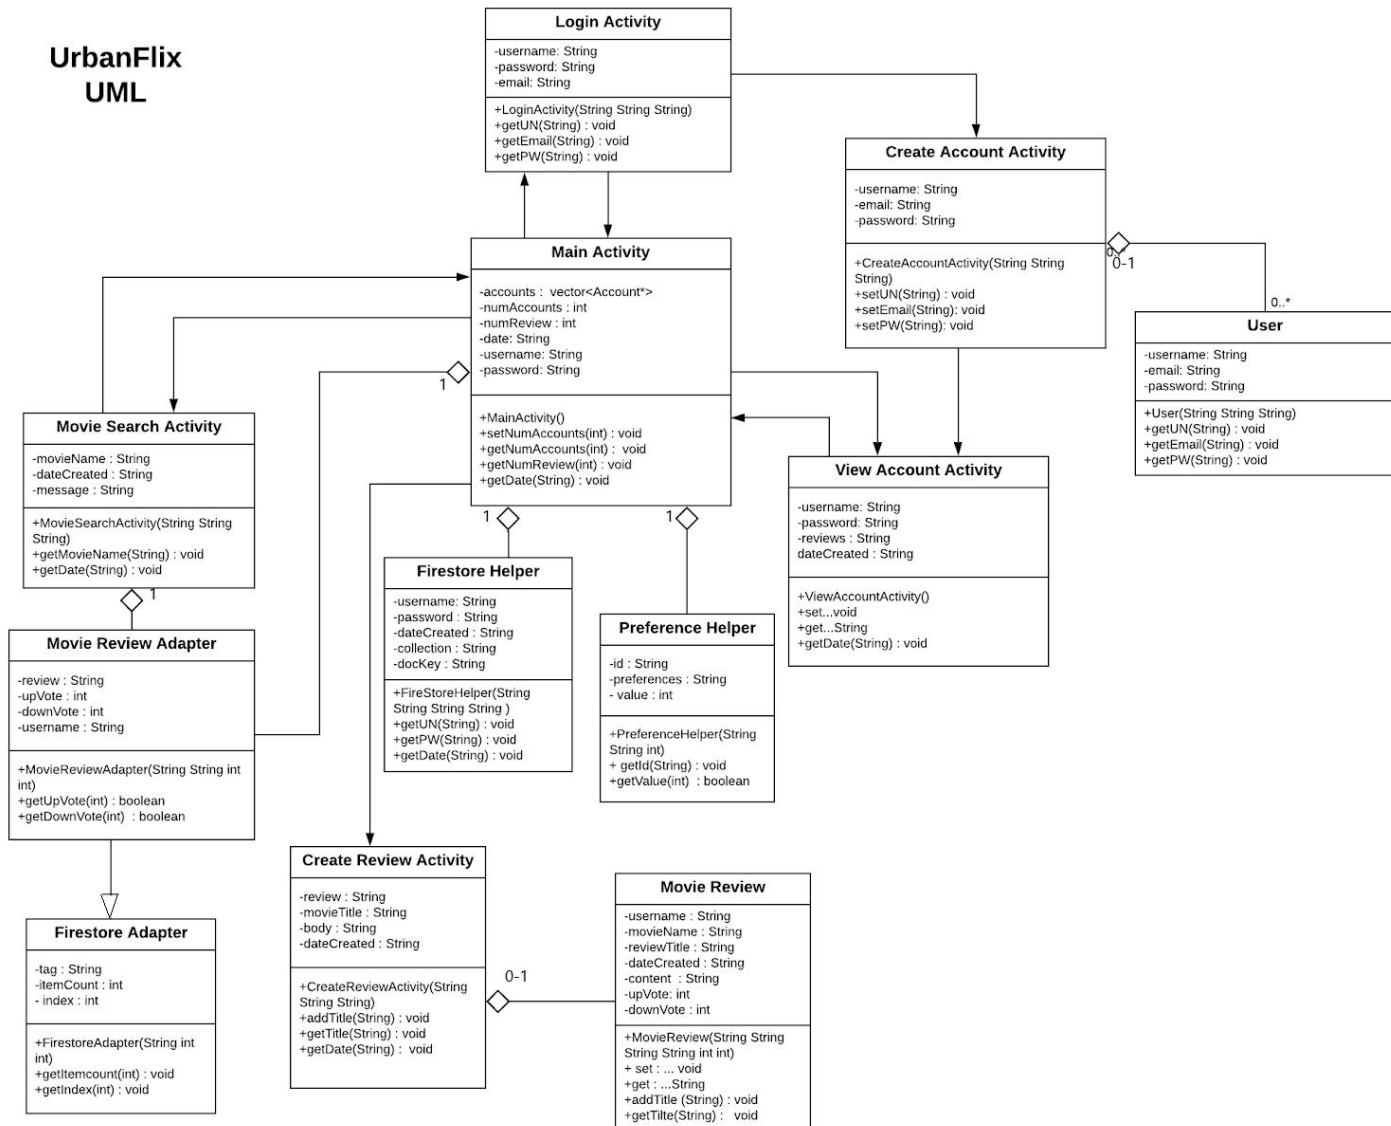 UrbanFlix
UML
Login Activity
-username: String
-password: String
-email: String
+LoginActivity(String String String)
+getUN(String) : void
+getEmail(String) : void
+getPW(String) : void
Create Account Activity
-username: String
-email: String
-password: String
+CreateAccountActivity(String String
String)
+setUN(String) : void
+setEmail(String): void
+setPW(String): void
0..*
0-1
0..*
User
-username: String
-email: String
-password: String
+User(String String String)
+getUN(String) : void
+getEmail(String) : void
+getPW(String) : void
Main Activity
-accounts : vector<Account*>
-numAccounts : int
-numReview : int
-date: String
-username: String
-password: String
+MainActivity()
+setNumAccounts(int) : void
+getNumAccounts(int) : void
+getNumReview(int) : void
+getDate(String) : void
1
1
1
Movie Search Activity
-movieName : String
-dateCreated : String
-message : String
+MovieSearchActivity(String String
String)
+getMovieName(String) : void
+getDate(String) : void
1
View Account Activity
-username: String
-password: String
-reviews : String
dateCreated : String
+ViewAccountActivity()
+set...void
+get...String
+getDate(String) : void
Firestore Helper
-username: String
-password : String
-dateCreated : String
-collection : String
-docKey : String
+FireStoreHelper(String
String String String )
+getUN(String) : void
+getPW(String) : void
+getDate(String) : void
Preference Helper
-id : String
-preferences : String
- value : int
+PreferenceHelper(String
String int)
+ getId(String) : void
+getValue(int) : boolean
Movie Review Adapter
-review : String
-upVote : int
-downVote : int
-username : String
+MovieReviewAdapter(String String int
int)
+getUpVote(int) : boolean
+getDownVote(int) : boolean
Firestore Adapter
-tag : String
-itemCount : int
- index : int
+FirestoreAdapter(String int
int)
+getItemcount(int) : void
+getIndex(int) : void
Create Review Activity
-review : String
-movieTitle : String
-body : String
-dateCreated : String
+CreateReviewActivity(String
String String)
+addTitle(String) : void
+getTitle(String) : void
+getDate(String) : void
0-1
Movie Review
-username : String
-movieName : String
-reviewTitle : String
-dateCreated : String
-content : String
-upVote: int
-downVote : int
+MovieReview(String String
String String int int)
+ set : ... void
+get : ...String
+addTitle (String) : void
+getTilte(String) : void